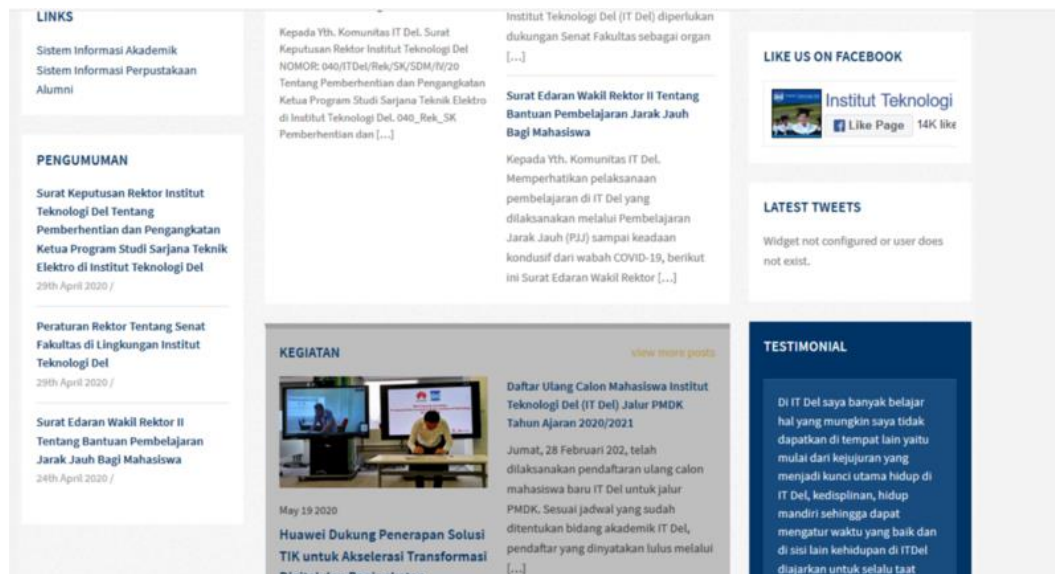 LINKS
Sistem Informasi Akademik
Sistem Informasi Perpustakaan
Alumni
PENGUMUMAN
Surat Keputusan Rektor Institut
Teknologi Del Tentang
Pemberhentian dan Pengangkatan
Ketua Program Studi Sarjana Teknik
Elektro di Institut Teknologi Del
29th April 2020 /
Peraturan Rektor Tentang Senat
Fakultas di Lingkungan Institut
Teknologi Del
29th April 2020 /
Surat Edaran Wakil Rektor II
Tentang Bantuan Pembelajaran
Jarak Jauh Bagi Mahasiswa
24th April 2020 /
Kepada Yth. Komunitas IT Del. Surat
Keputusan Rektor Institut Teknologi Del
NOMOR: 040/ITDel/Rek/SK/SDM/IV/20
Tentang Pemberhentian dan Pengangkatan
Ketua Program Studi Sarjana Teknik Elektro
di Institut Teknologi Del. 040_Rek_SK
Pemberhentian dan [...]
Institut Teknologi Del (IT Del) diperlukan
dukungan Senat Fakultas sebagai organ
[...]
Surat Edaran Wakil Rektor II Tentang
Bantuan Pembelajaran Jarak Jauh
Bagi Mahasiswa
Kepada Yth. Komunitas IT Del.
Memperhatikan pelaksanaan
pembelajaran di IT Del yang
dilaksanakan melalui Pembelajaran
Jarak Jauh (PJJ) sampai keadaan
kondusif dari wabah COVID-19, berikut
ini Surat Edaran Wakil Rektor [...]
KEGIATAN
view more posts
May 19 2020
Huawei Dukung Penerapan Solusi
TIK untuk Akselerasi Transformasi
Daftar Ulang Calon Mahasiswa Institut
Teknologi Del (IT Del) Jalur PMDK
Tahun Ajaran 2020/2021
Jumat, 28 Februari 202, telah
dilaksanakan pendaftaran ulang calon
mahasiswa baru IT Del untuk jalur
PMDK. Sesuai jadwal yang sudah
ditentukan bidang akademik IT Del,
pendaftar yang dinyatakan lulus melalui
[...]
LIKE US ON FACEBOOK
Institut Teknologi
Like Page 14K like
LATEST TWEETS
Widget not configured or user does
not exist.
TESTIMONIAL
Di IT Del saya banyak belajar
hal yang mungkin saya tidak
dapatkan di tempat lain yaitu
mulai dari kejujuran yang
menjadi kunci utama hidup di
IT Del, kedisplinan, hidup
mandiri sehingga dapat
mengatur waktu yang baik dan
di sisi lain kehidupan di ITDel
diajarkan untuk selalu taat